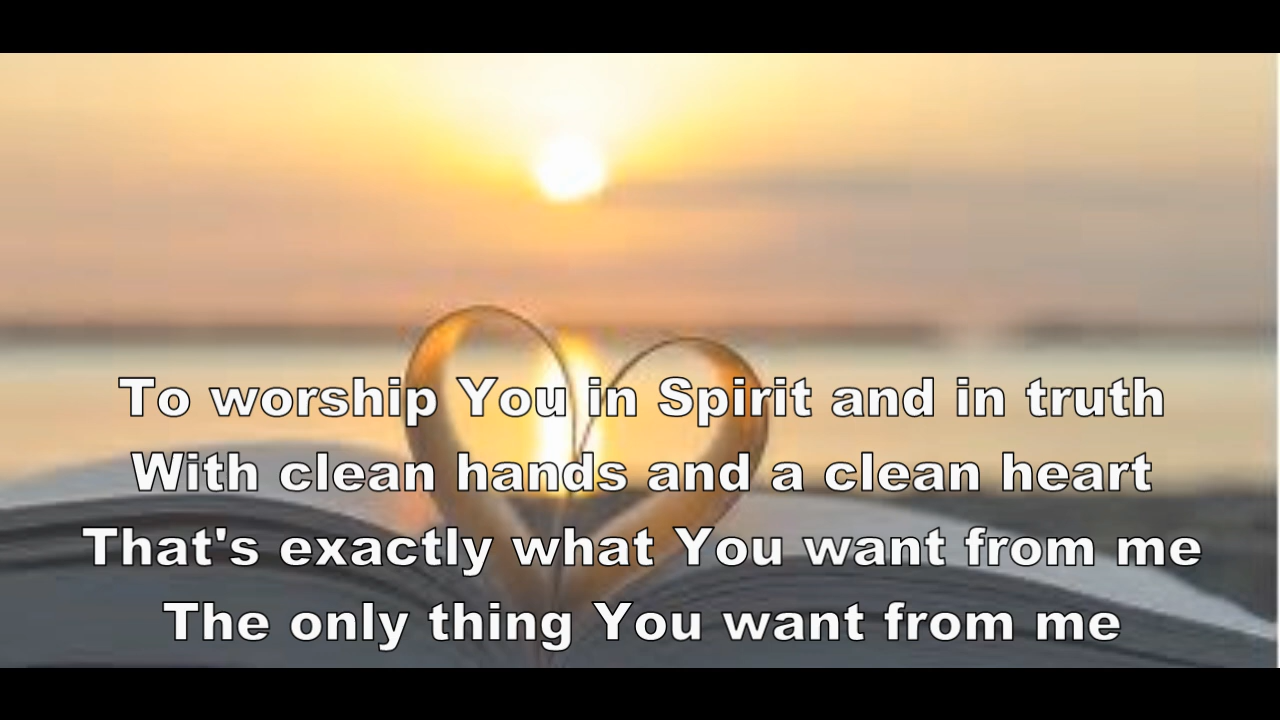 To worship You in Spirit and in truth
With clean hands and a clean heart
That's exactly what You want from me
The only thing You want from me